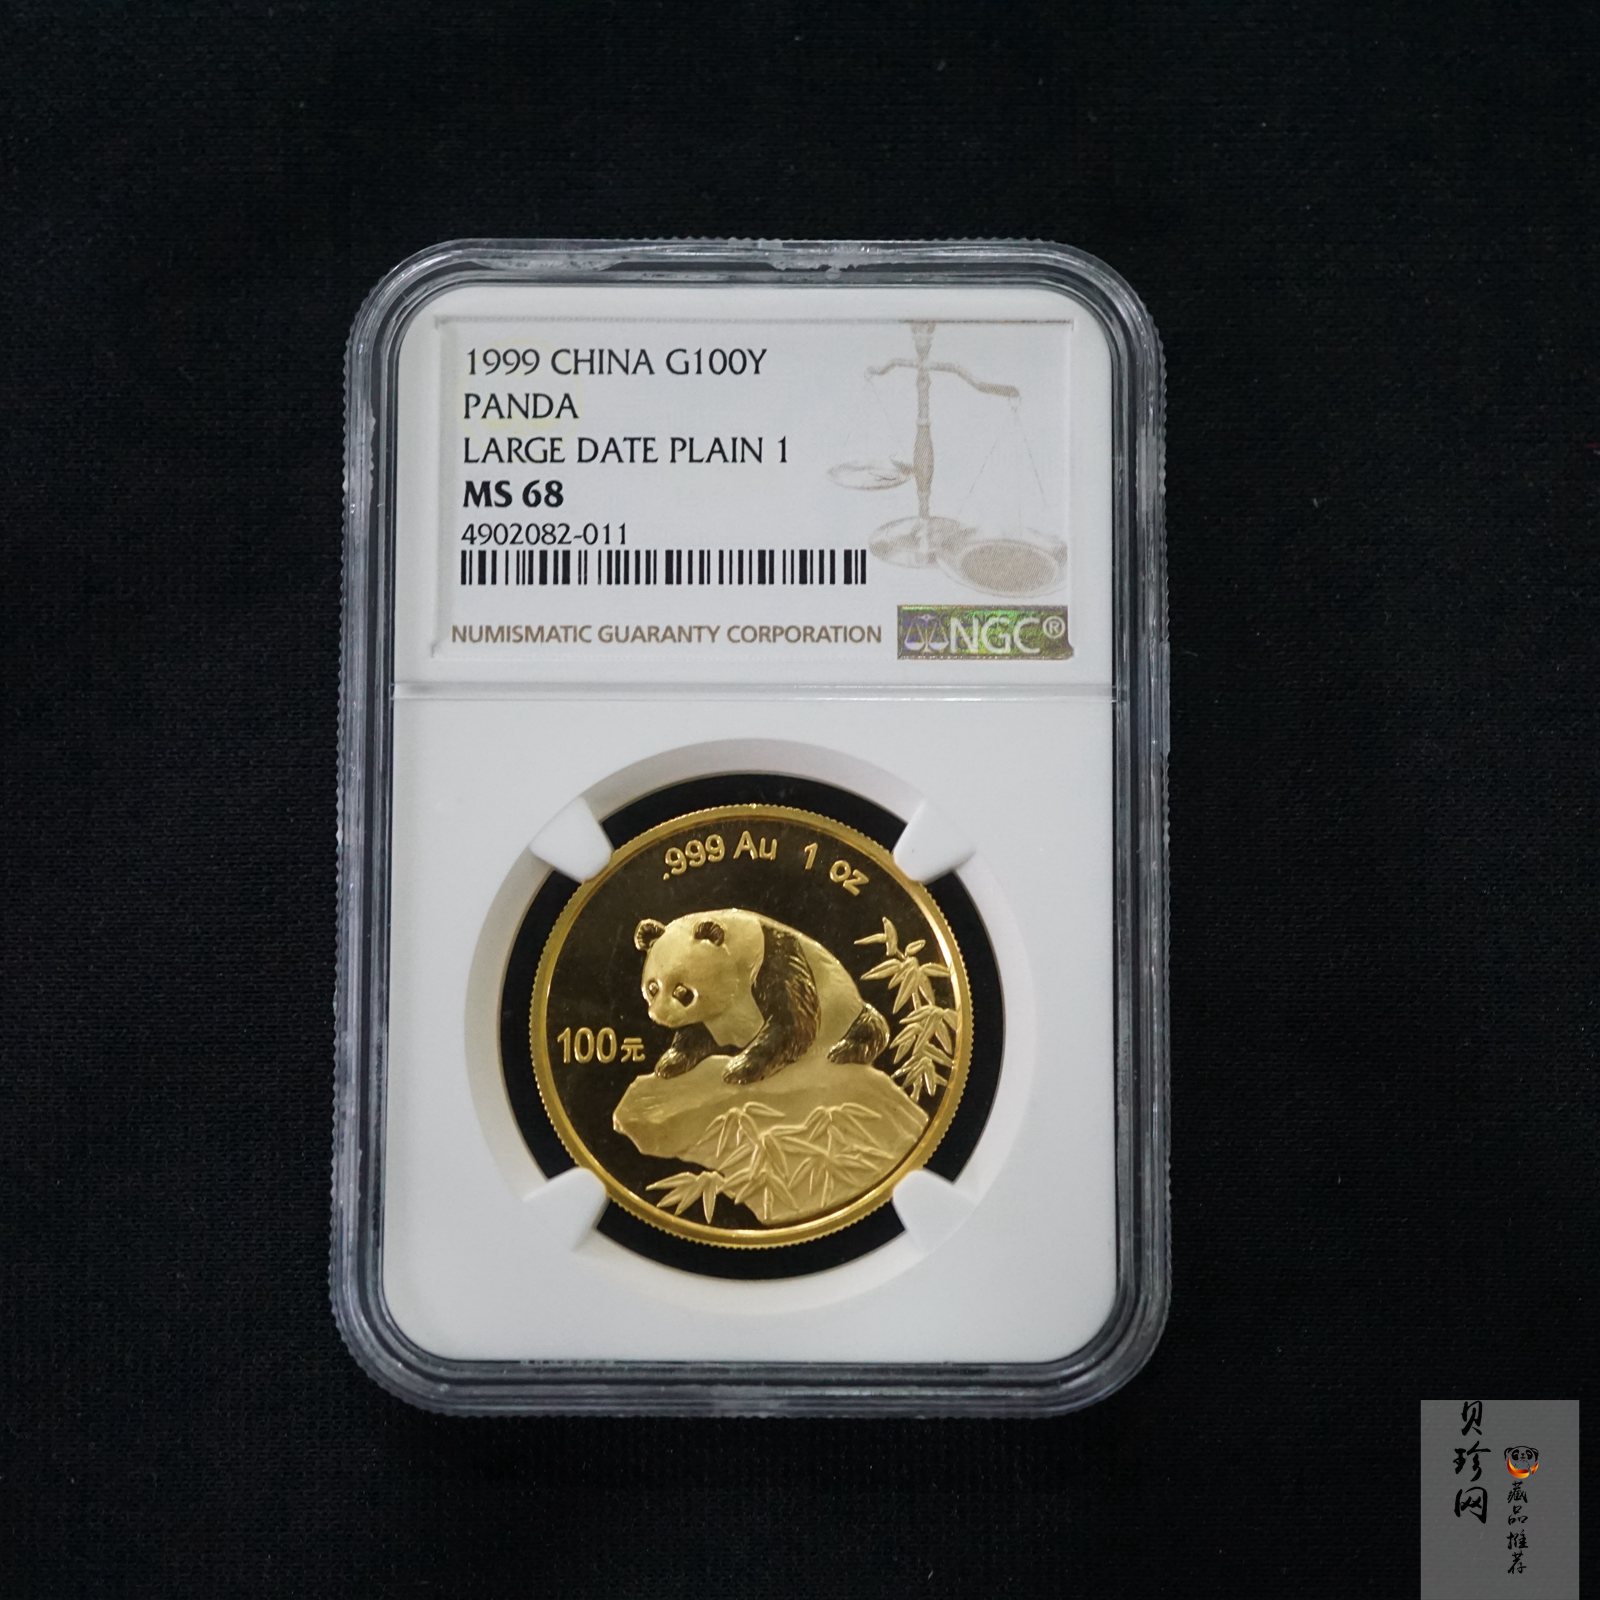 1999 CHINA G100Y
PANDA
LARGE DATE PLAIN 1
MS 68
4902082-011
NUMISMATIC GUARANTY CORPORATION
NGC®
.999 Au 1 oz
100元
贝珍网
藏品推荐